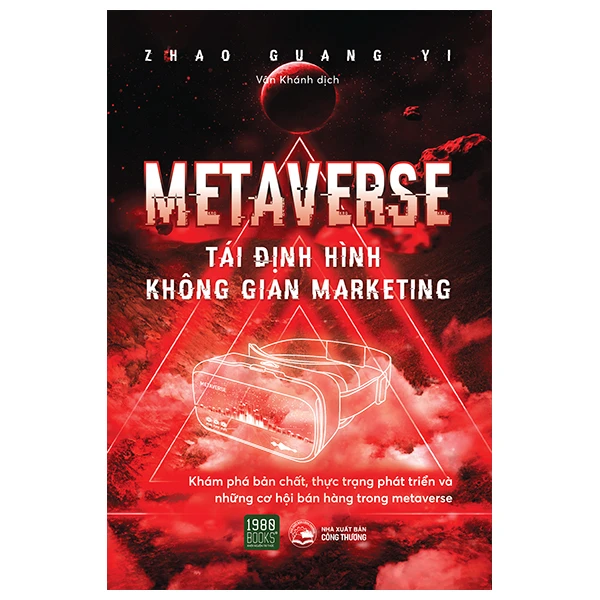 ZHAO GUANG YI
Vân Khánh dịch
METAVERSE
TÁI ĐỊNH HÌNH
KHÔNG GIAN MARKETING
METAVERSE
Khám phá bản chất, thực trạng phát triển và
những cơ hội bán hàng trong metaverse
1980
BOOKS
NHÀ XUẤT BẢN
CÔNG THƯƠNG